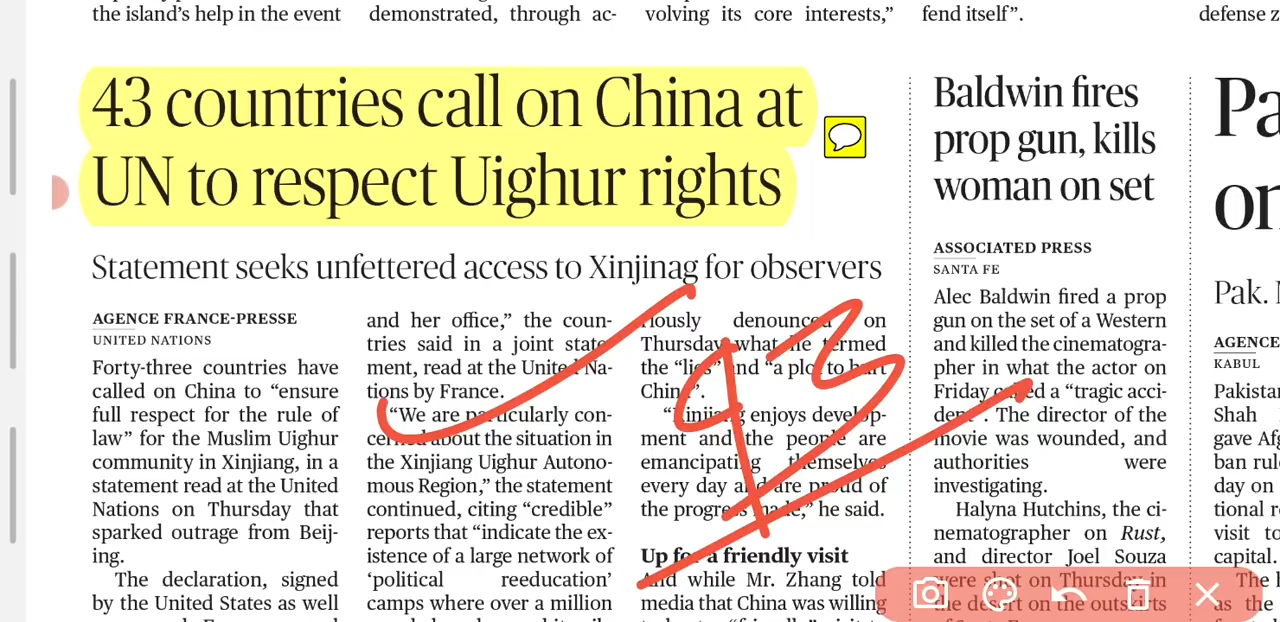 the island's help in the event
demonstrated, through ac-
volving its core interests,”
fend itself”.
defense z
43 countries call on China at
UN to respect Uighur rights
Statement seeks unfettered access to Xinjinag for observers
AGENCE FRANCE-PRESSE
UNITED NATIONS
Forty-three countries have
called on China to “ensure
full respect for the rule of
law” for the Muslim Uighur
community in Xinjiang, in a
statement read at the United
Nations on Thursday that
sparked outrage from Beij-
ing.
The declaration, signed
by the United States as well
and her office,” the coun-
tries said in a joint state-
ment, read at the United Na-
tions by France.
“We are particularly con-
cerned about the situation in
the Xinjiang Uighur Autono-
mous Region,” the statement
continued, citing “credible”
reports that “indicate the ex-
istence of a large network of
‘political reeducation’
camps where over a million
riously denounced on
Thursday what he termed
the “lies” and “a plot to hurt
China”.
“Xinjiang enjoys develop-
ment and the people are
emancipating themselves
every day and are proud of
the progress made,” he said.
Up for a friendly visit
And while Mr. Zhang told
media that China was willing
43
Baldwin fires
prop gun, kills
woman on set
ASSOCIATED PRESS
SANTA FE
Alec Baldwin fired a prop
gun on the set of a Western
and killed the cinematogra-
pher in what the actor on
Friday called a “tragic acci-
dent”. The director of the
movie was wounded, and
authorities were
investigating.
Halyna Hutchins, the ci-
nematographer on Rust,
and director Joel Souza
were shot on Thursday in
the desert on the outskirts
Pa
on
Pak.
AGENCE
KABUL
Pakistan
Shah
gave Afg
ban rule
day on
tional r
visit to
capital.
The
as the